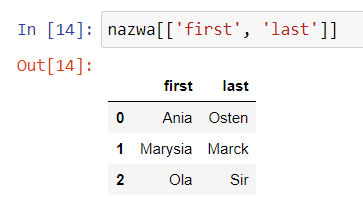 In [14]: nazwa[['first', 'last']]
Out[14]:
first last
0 Ania Osten
1 Marysia Marck
2 Ola Sir